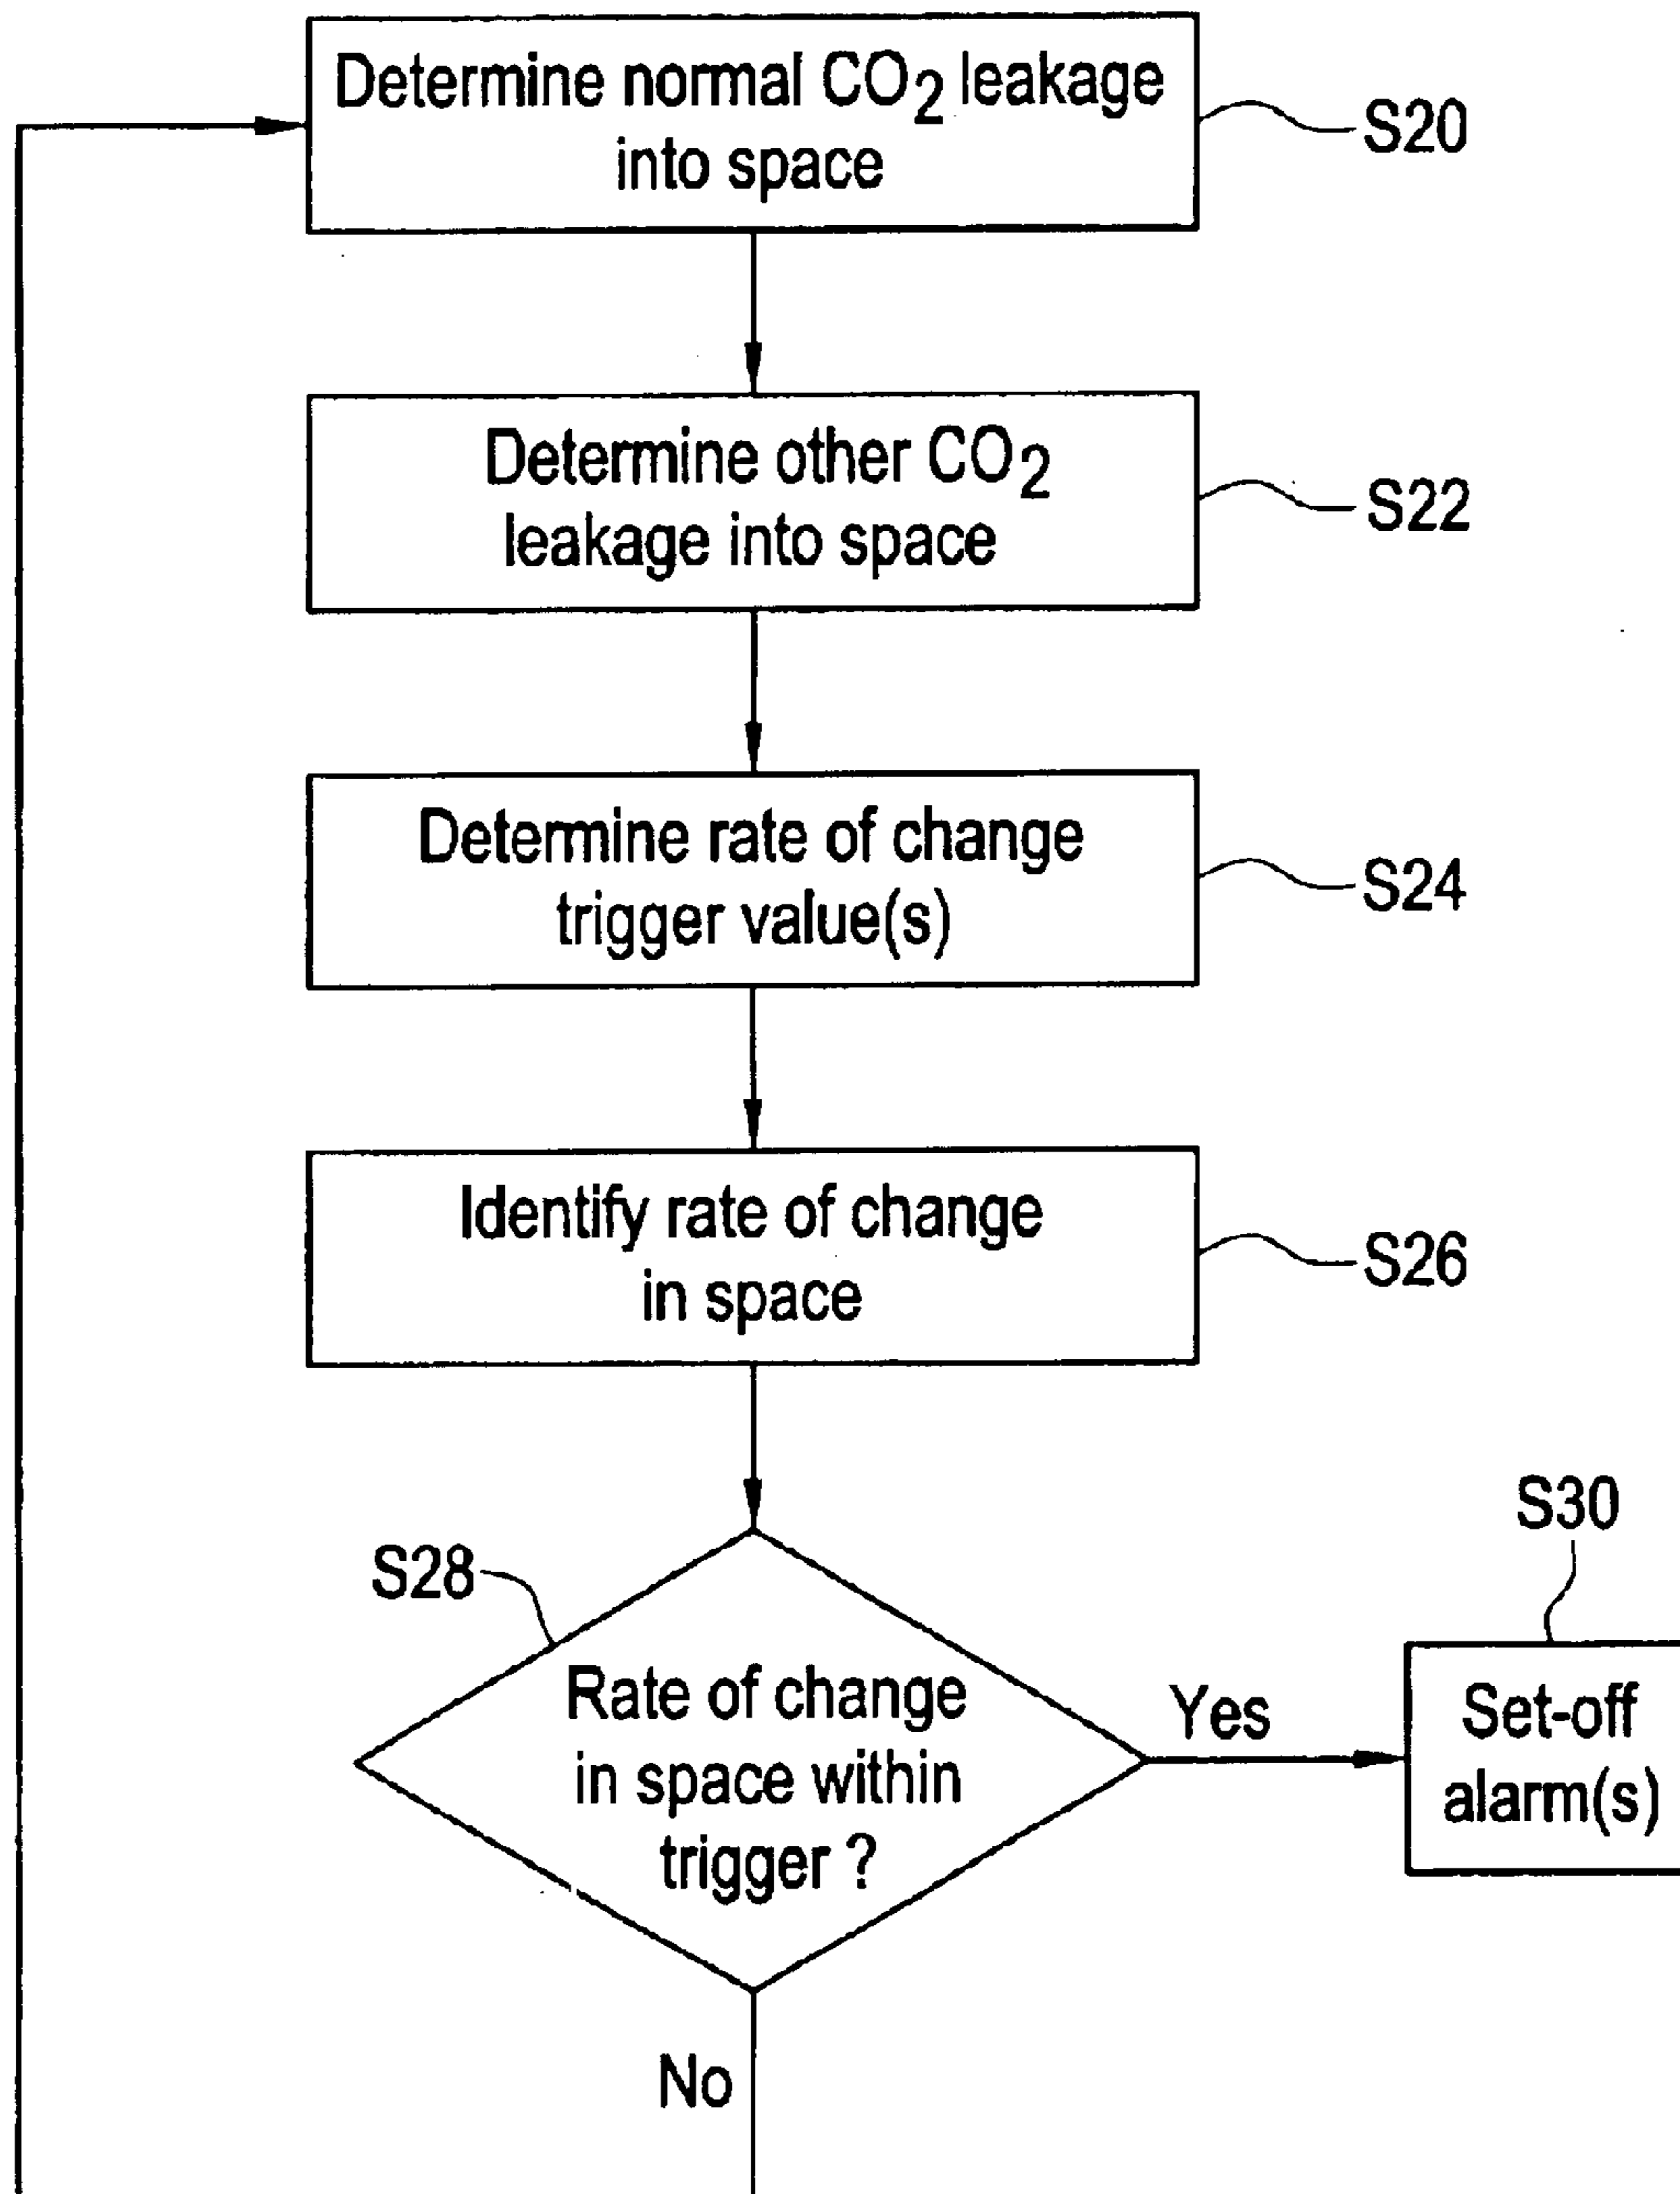 Determine normal CO2 leakage
into space
S20
Determine other CO2
leakage into space
S22
Determine rate of change
trigger value(s)
S24
Identify rate of change
in space
S26
S28
Rate of change
in space within
trigger ?
Yes
S30
Set-off
alarm(s)
No